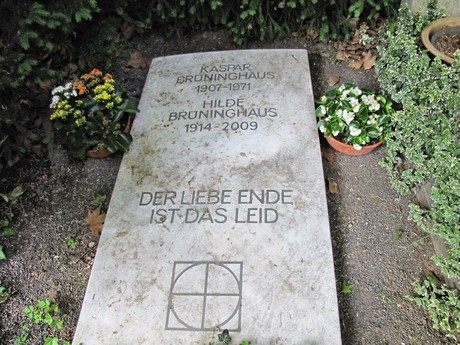 KASPAR
BRÜNINGHAUS
1907-1971
HILDE
BRÜNINGHAUS
1914-2009
DER LIEBE ENDE
IST DAS LEID